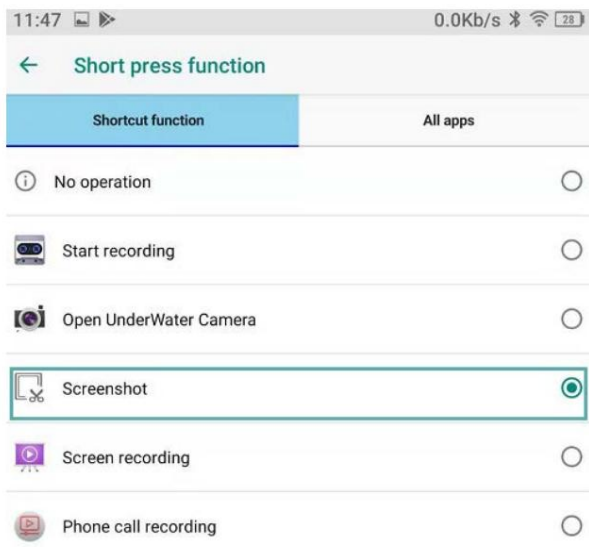 11:47 0.0Kb/s 28
Short press function
Shortcut function All apps
No operation
Start recording
Open UnderWater Camera
Screenshot
Screen recording
Phone call recording